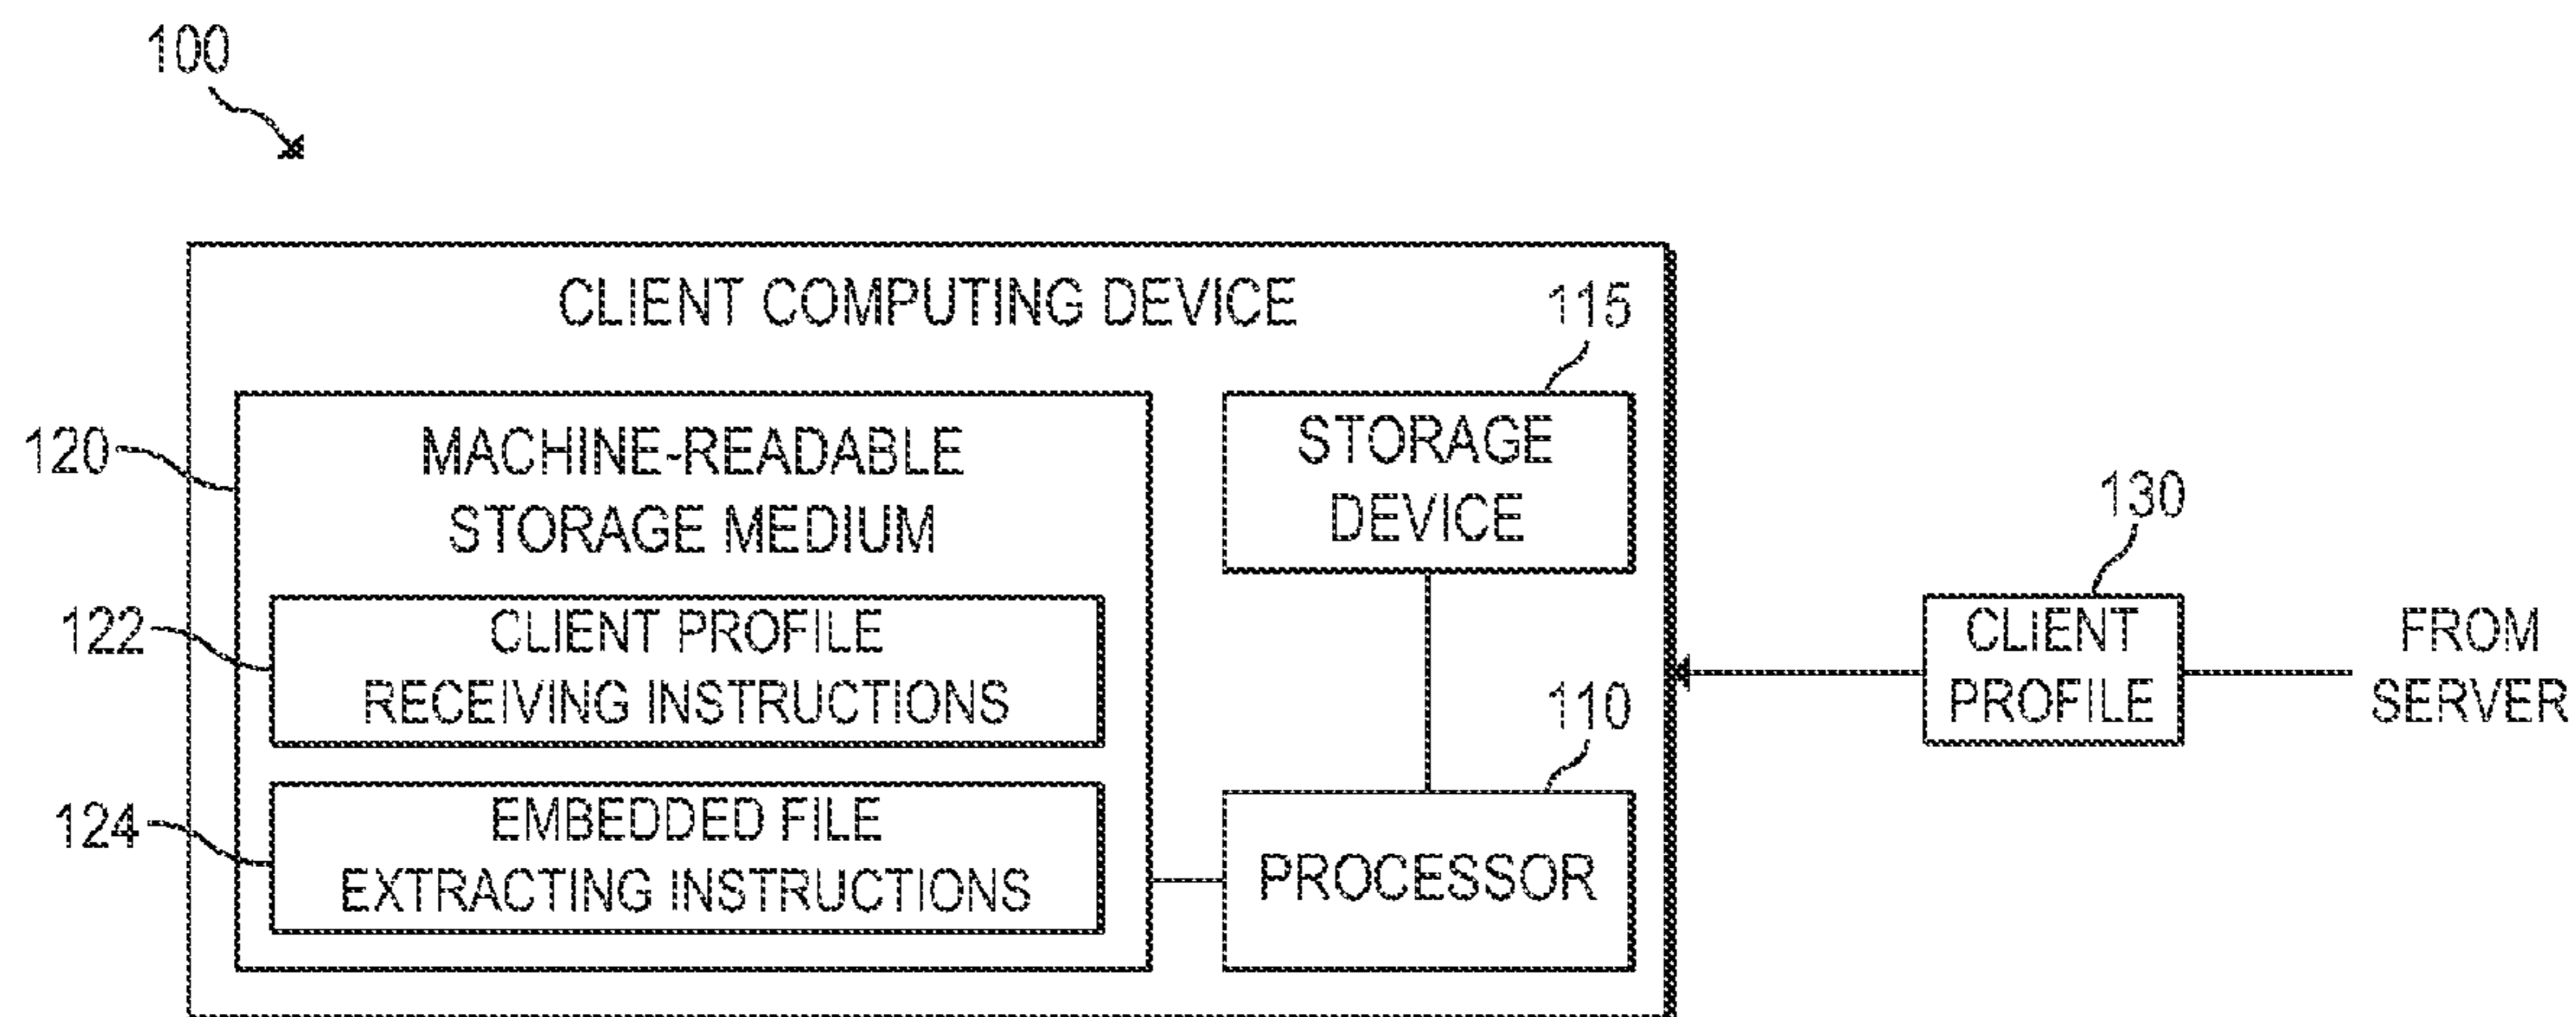 100
CLIENT COMPUTING DEVICE
115
120
MACHINE-READABLE
STORAGE MEDIUM
STORAGE
DEVICE
130
122
CLIENT PROFILE
RECEIVING INSTRUCTIONS
110
CLIENT
PROFILE
FROM
SERVER
124
EMBEDDED FILE
EXTRACTING INSTRUCTIONS
PROCESSOR